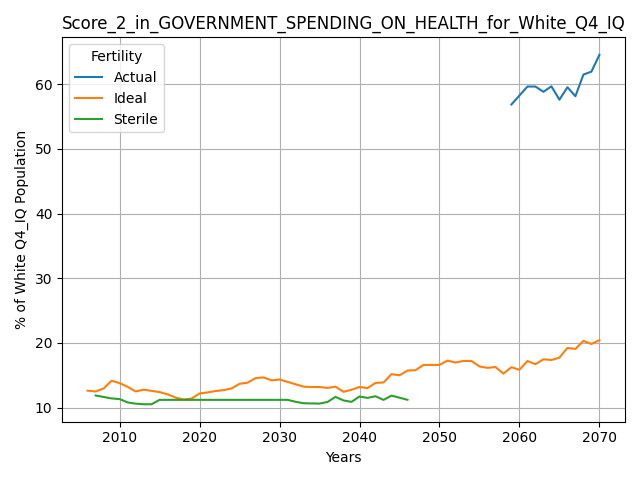 Score_2_in_GOVERNMENT_SPENDING_ON_HEALTH_for_White_Q4_IQ
Fertility
Actual
Ideal
Sterile
% of White Q4_IQ Population
60
50
40
30
20
10
2010 2020 2030 2040 2050 2060 2070
Years